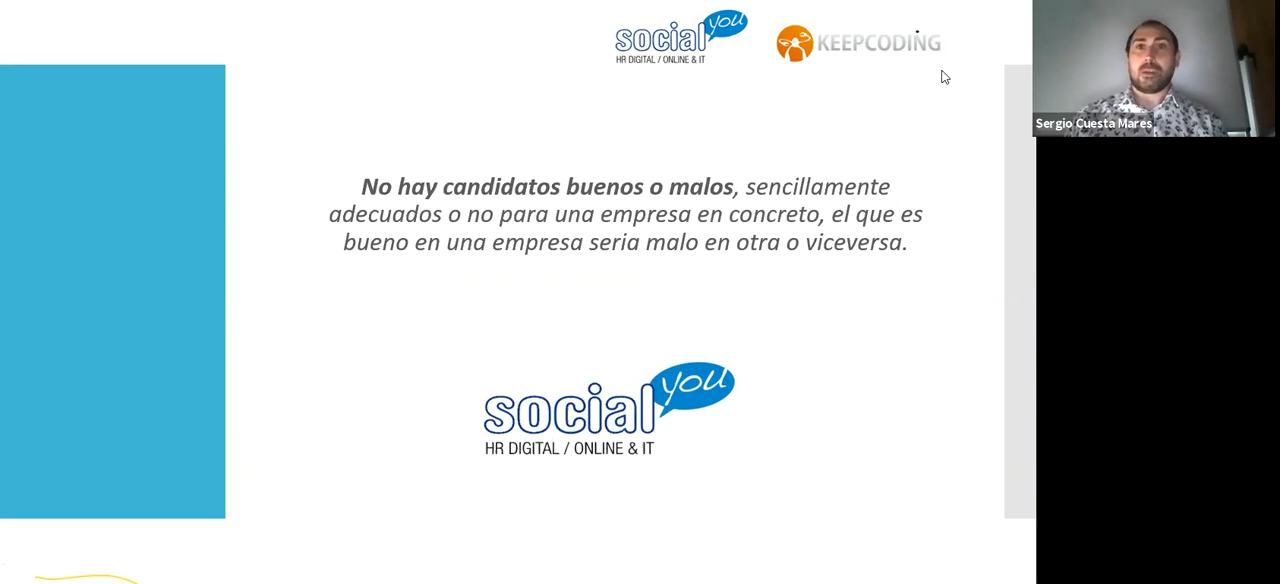 social you
HR DIGITAL / ONLINE & IT
KEEPCODING
Sergio Cuesta Mares
No hay candidatos buenos o malos, sencillamente
adecuados o no para una empresa en concreto, el que es
bueno en una empresa seria malo en otra o viceversa.
social you
HR DIGITAL / ONLINE & IT